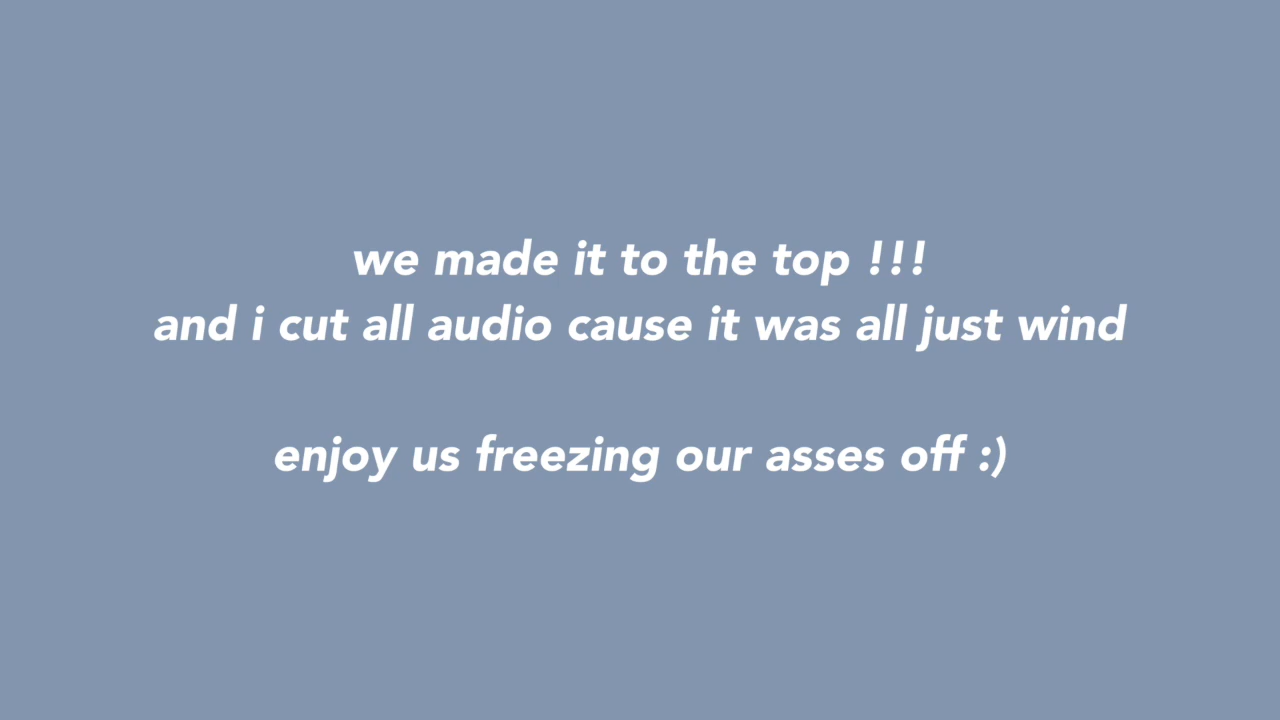 we made it to the top !!!
and i cut all audio cause it was all just wind
enjoy us freezing our asses off :)